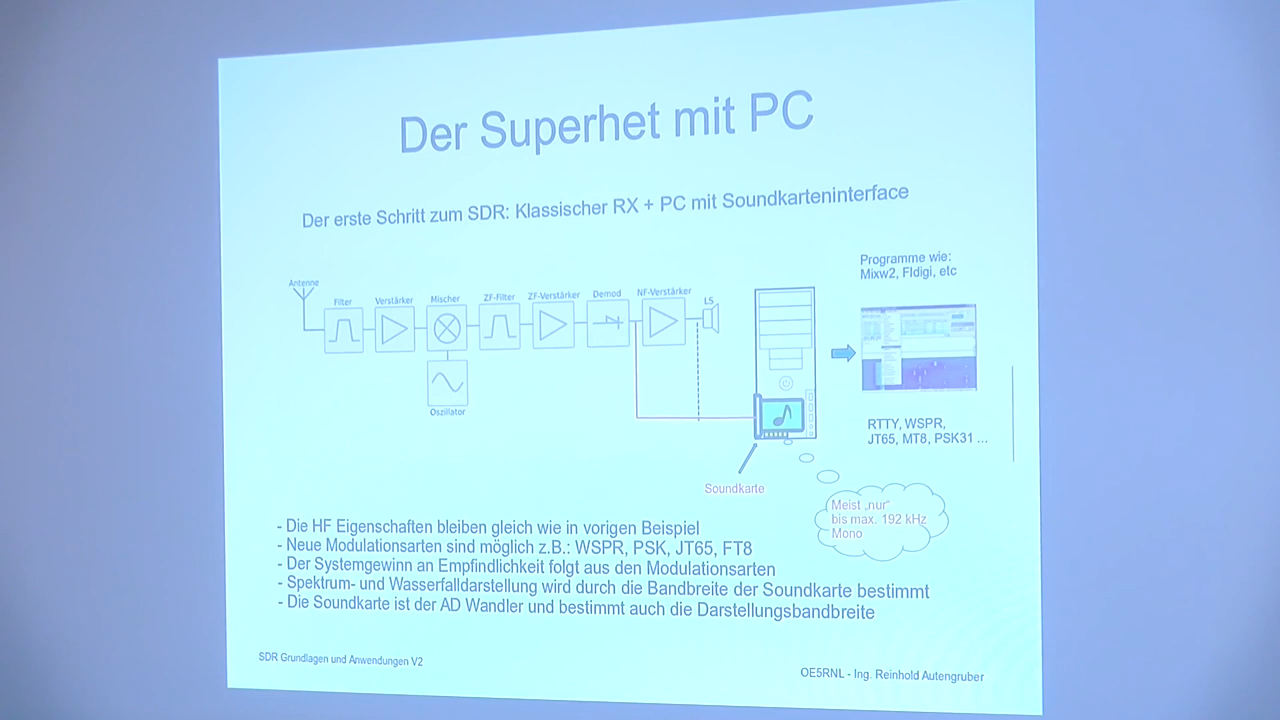 Der Superhet mit PC
Der erste Schritt zum SDR: Klassischer RX + PC mit Soundkarteninterface
Programme wie:
Mixw2, Fldigi, etc
Antenne
Filter
Verstärker
Mischer
ZF-Filter
ZF-Verstärker
Demod
NF-Verstärker
LS
Oszillator
RTTY, WSPR,
JT65, MT8, PSK31 ...
Soundkarte
Meist „nur“
bis max. 192 kHz
Mono
- Die HF Eigenschaften bleiben gleich wie in vorigen Beispiel
- Neue Modulationsarten sind möglich z.B.: WSPR, PSK, JT65, FT8
- Der Systemgewinn an Empfindlichkeit folgt aus den Modulationsarten
- Spektrum- und Wasserfalldarstellung wird durch die Bandbreite der Soundkarte bestimmt
- Die Soundkarte ist der AD Wandler und bestimmt auch die Darstellungsbandbreite
SDR Grundlagen und Anwendungen V2
OE5RNL - Ing. Reinhold Autengruber